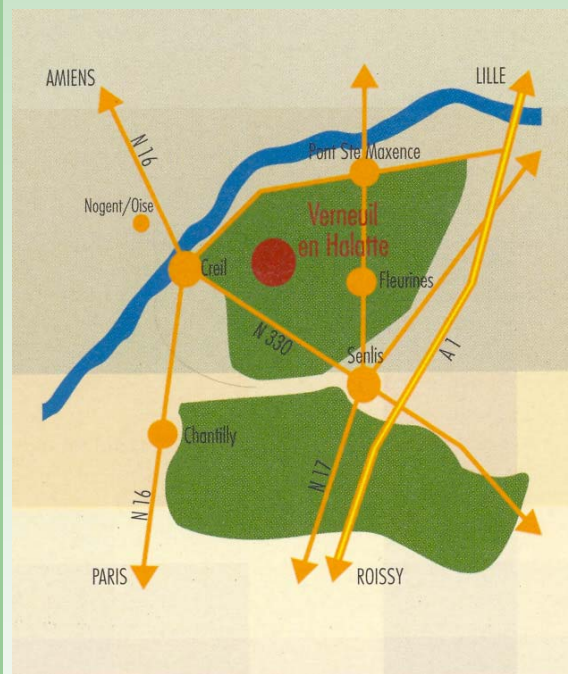 AMIENS
LILLE
N 16
Pont Ste Maxence
Nogent/Oise
Verneuil
en Halatte
Creil
Fleurines
N 330
A 1
Senlis
Chantilly
N 17
N 16
PARIS
ROISSY